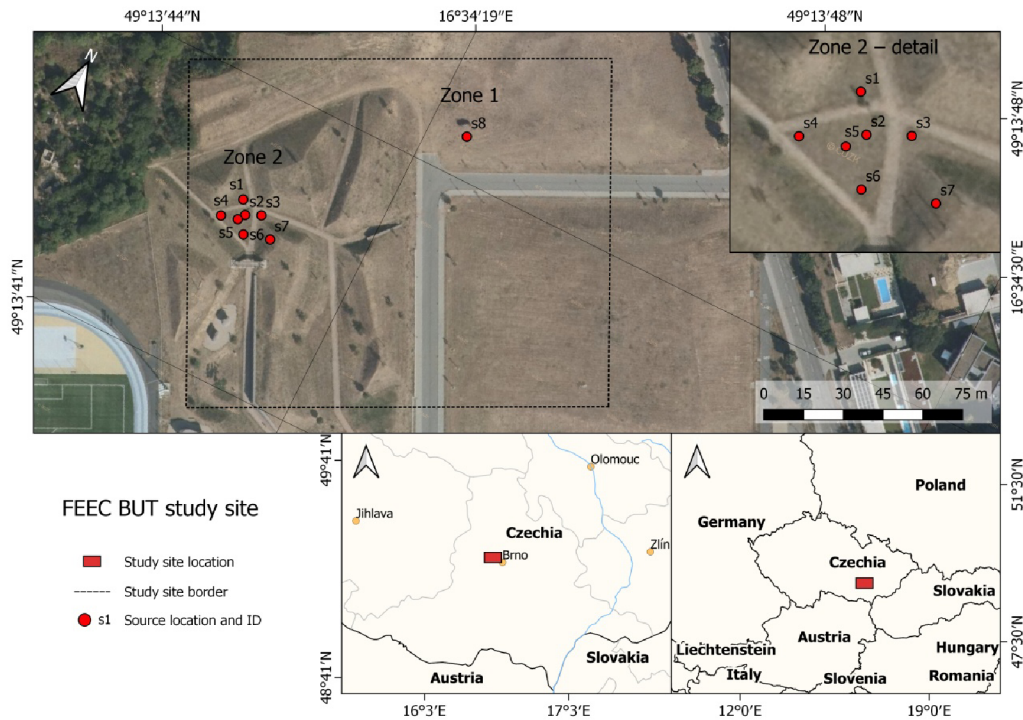 49°13′44″N
16°34′19″E
49°13′48″N
N
Zone 1
s8
Zone 2
s1
s4
s2
s3
s5
s6
s7
Zone 2 – detail
s1
s4
s5
s2
s3
s6
s7
49°13′41″N
49°13′48″N
16°34′30″E
0 15 30 45 60 75 m
FEEC BUT study site
Study site location
Study site border
s1 Source location and ID
49°41′N
48°41′N
Olomouc
Jihlava
Czechia
Brno
Zlín
Slovakia
Austria
16°3′E
17°3′E
Poland
Germany
Czechia
Slovakia
Austria
Liechtenstein
Hungary
Italy
Slovenia
Romania
51°30′N
47°30′N
12°0′E
19°0′E